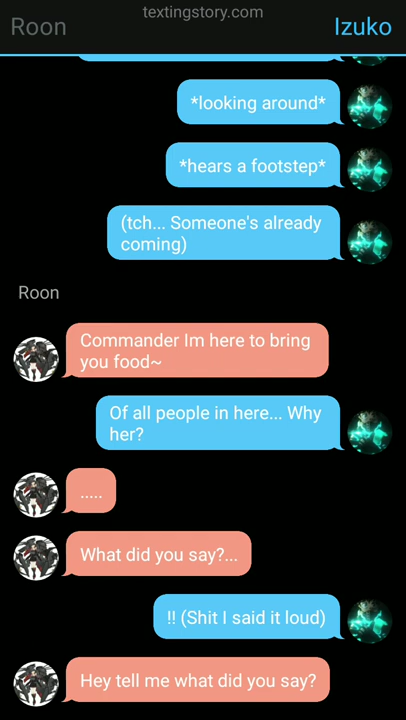 textingstory.com
Roon
Izuko
*looking around*
*hears a footstep*
(tch... Someone's already
coming)
Roon
Commander Im here to bring
you food~
Of all people in here... Why
her?
.....
What did you say?...
!! (Shit I said it loud)
Hey tell me what did you say?